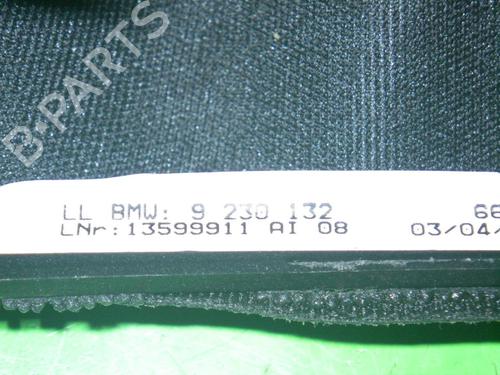 B-PARTS
LL BMW: 9 230 132 66
LNr:13599911 AI 08 03/04/